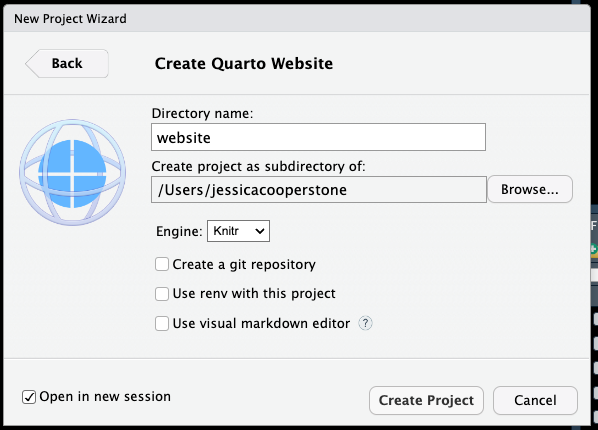 New Project Wizard
Back
Create Quarto Website
Directory name:
website
Create project as subdirectory of:
/Users/jessicacooperstone
Browse...
Engine: Knitr
Create a git repository
Use renv with this project
Use visual markdown editor ?
Open in new session
Create Project
Cancel
F